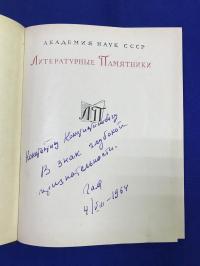 АКАДЕМИЯ НАУК СССР
ЛИТЕРАТУРНЫЕ ПАМЯТНИКИ
ЛП
В знак глубокой
признательности.
1964